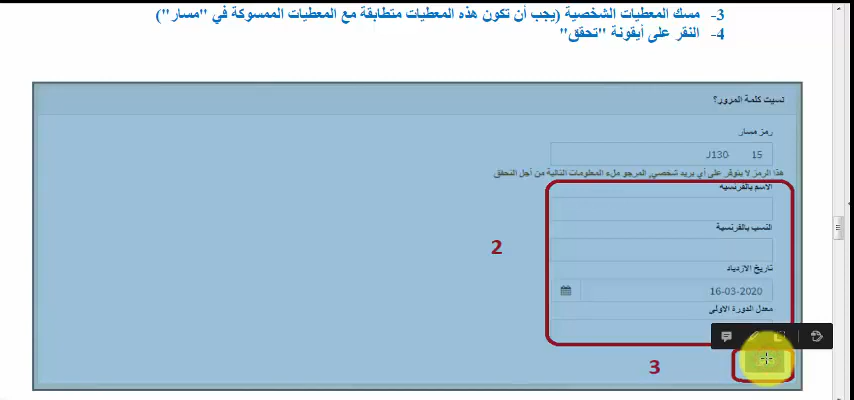 3- مسك المعطيات الشخصية (يجب أن تكون هذه المعطيات متطابقة مع المعطيات الممسوكة في "مسار")
4- النقر على أيقونة "تحقق"
نسيت كلمة المرور؟
رمز مسار
J130 15
هذا الرمز لا يتوفر على أي بريد شخصي, المرجو ملء المعلومات التالية من أجل التحقق
الاسم بالفرنسية
النسب بالفرنسية
2
تاريخ الازدياد
16-03-2020
معدل الدورة الاولى
3